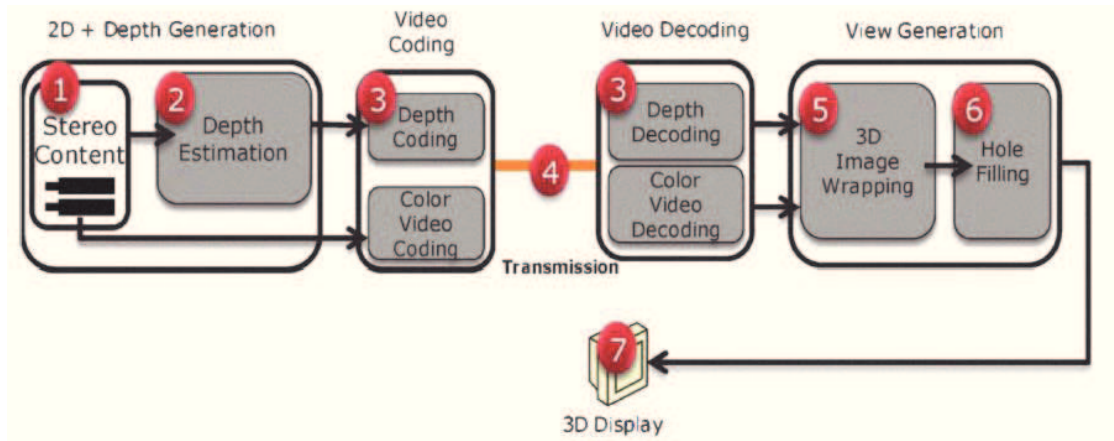 2D + Depth Generation
Video
Coding
Video Decoding
View Generation
1
Stereo
Content
2
Depth
Estimation
3
Depth
Coding
Color
Video
Coding
4
Transmission
3
Depth
Decoding
Color
Video
Decoding
5
3D
Image
Wrapping
6
Hole
Filling
7
3D Display